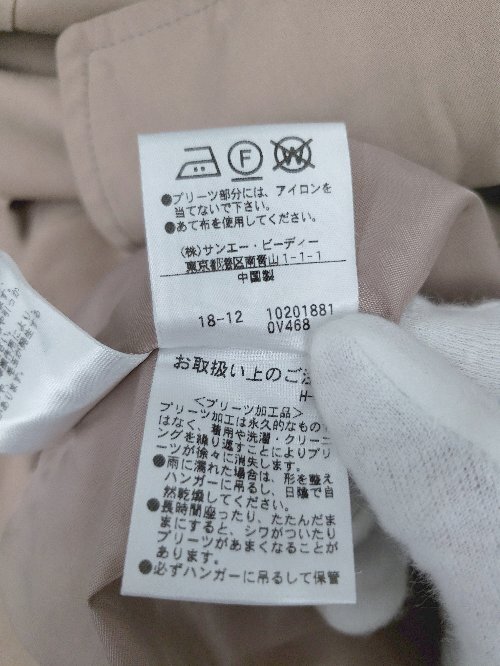 F W
●プリーツ部分には、アイロンを
当てないで下さい。
●あて布を使用してください。
(株)サンエー・ビーディー
東京都港区南青山1-1-1
中国製
18-12 10201881
0V468
お取扱い上のご注
H-
<プリーツ加工品>
プリーツ加工は永久的なもので
はなく、着用や洗濯・クリーニ
ングを繰り返すことによりプリ
ーツが徐々に消失します。
●雨に濡れた場合は、形を整え
ハンガーに吊るし、日陰で自
然乾燥してください。
●長時間座ったり、たたんだま
まにすると、シワがついたり
プリーツがあまくなることが
あります。
●必ずハンガーに吊るして保管